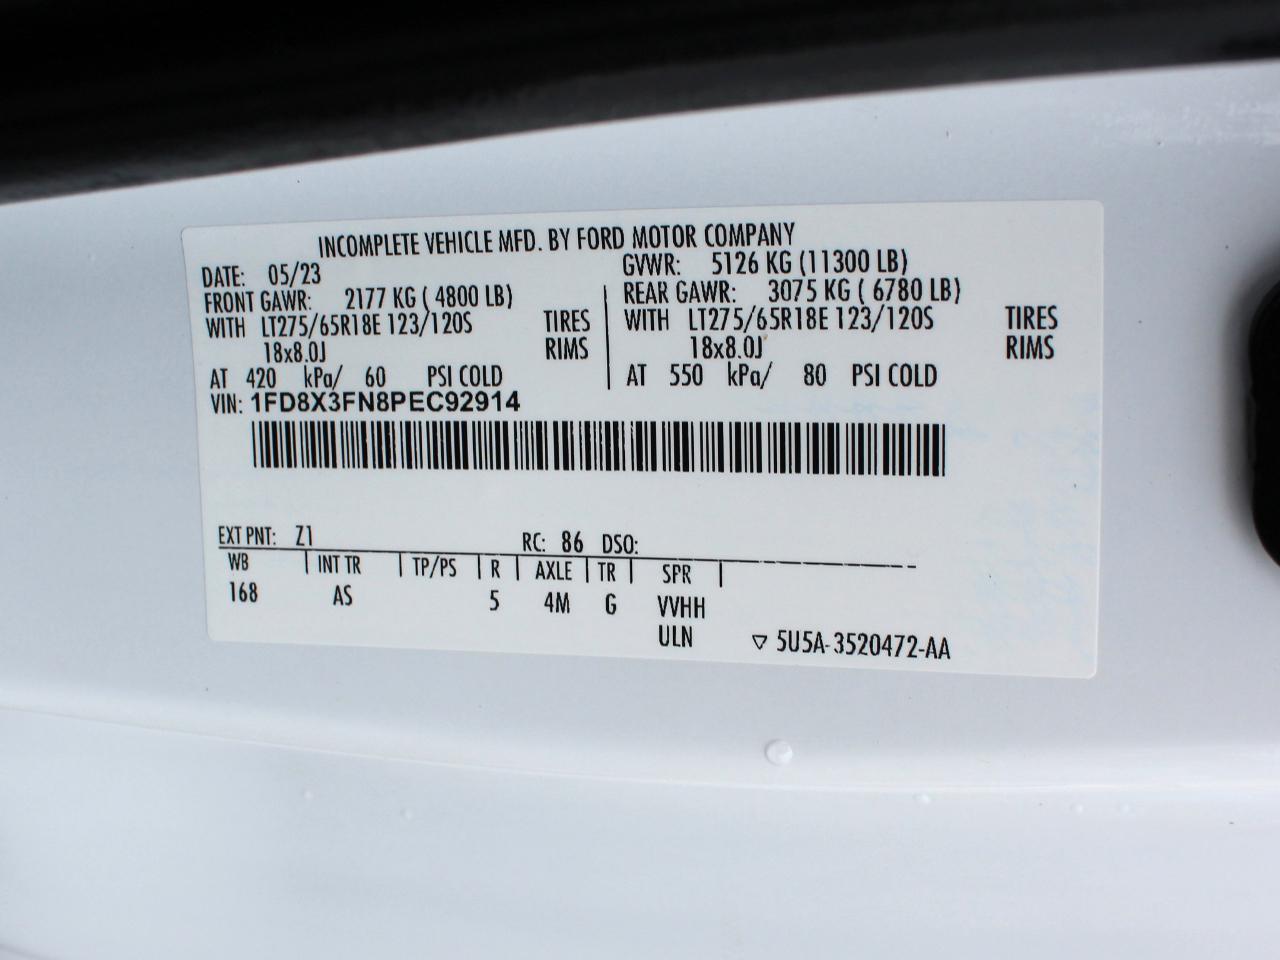 INCOMPLETE VEHICLE MFD. BY FORD MOTOR COMPANY
DATE: 05/23 GVWR: 5126 KG (11300 LB)
FRONT GAWR: 2177 KG ( 4800 LB) REAR GAWR: 3075 KG ( 6780 LB)
WITH LT275/65R18E 123/120S TIRES WITH LT275/65R18E 123/120S TIRES
18x8.0J RIMS 18x8.0J RIMS
AT 420 kPa/ 60 PSI COLD AT 550 kPa/ 80 PSI COLD
VIN: 1FD8X3FN8PEC92914
EXT PNT: Z1 RC: 86 DSO:
WB INT TR TP/PS R AXLE TR SPR
168 AS 5 4M G VVHH
ULN ▽ 5U5A-3520472-AA